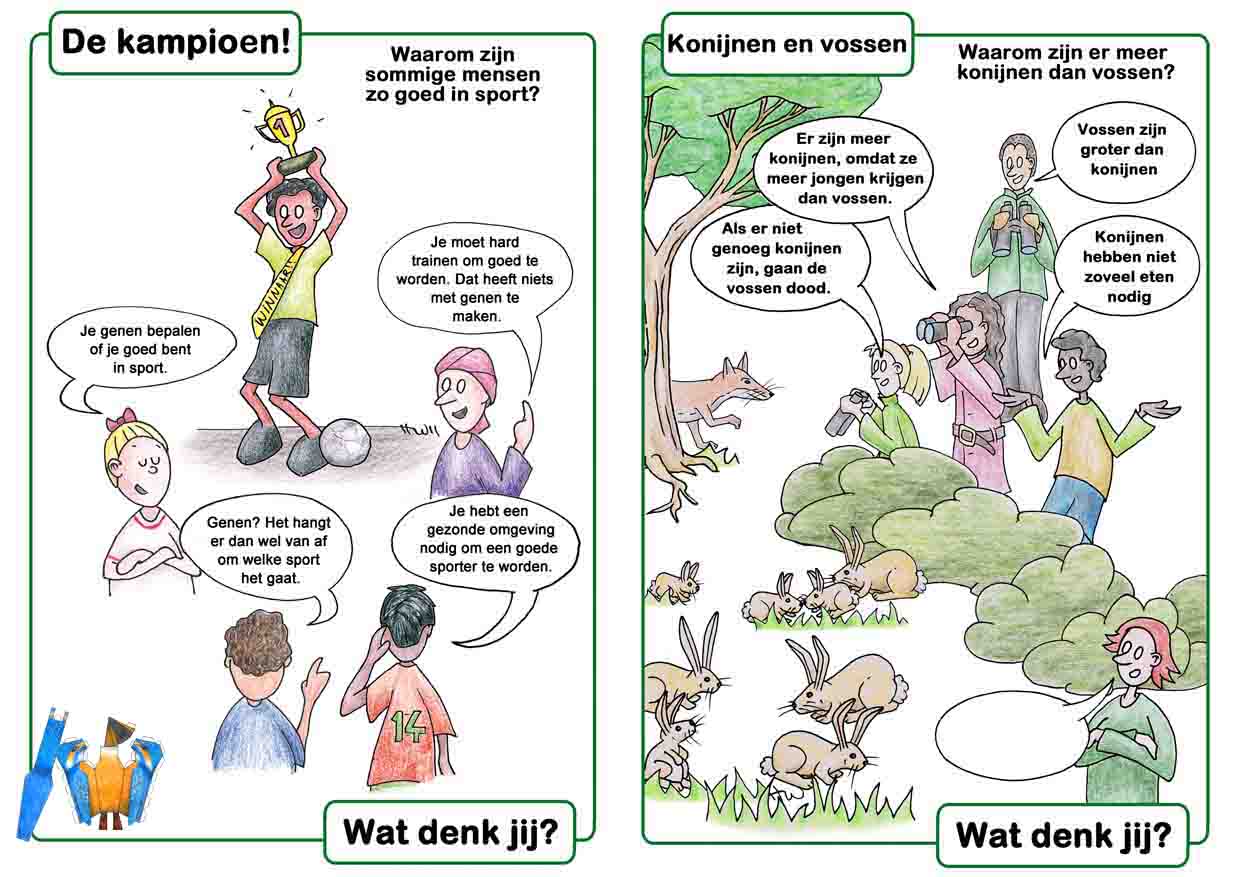 De kampioen!
Waarom zijn
sommige mensen
zo goed in sport?
1
WINNAAR!
Je moet hard
trainen om goed te
worden. Dat heeft niets
met genen te
maken.
Je genen bepalen
of je goed bent
in sport.
Genen? Het hangt
er dan wel van af
om welke sport
het gaat.
Je hebt een
gezonde omgeving
nodig om een goede
sporter te worden.
14
Wat denk jij?
Konijnen en vossen
Waarom zijn er meer
konijnen dan vossen?
Er zijn meer
konijnen, omdat ze
meer jongen krijgen
dan vossen.
Vossen zijn
groter dan
konijnen
Als er niet
genoeg konijnen
zijn, gaan de
vossen dood.
Konijnen
hebben niet
zoveel eten
nodig
Wat denk jij?